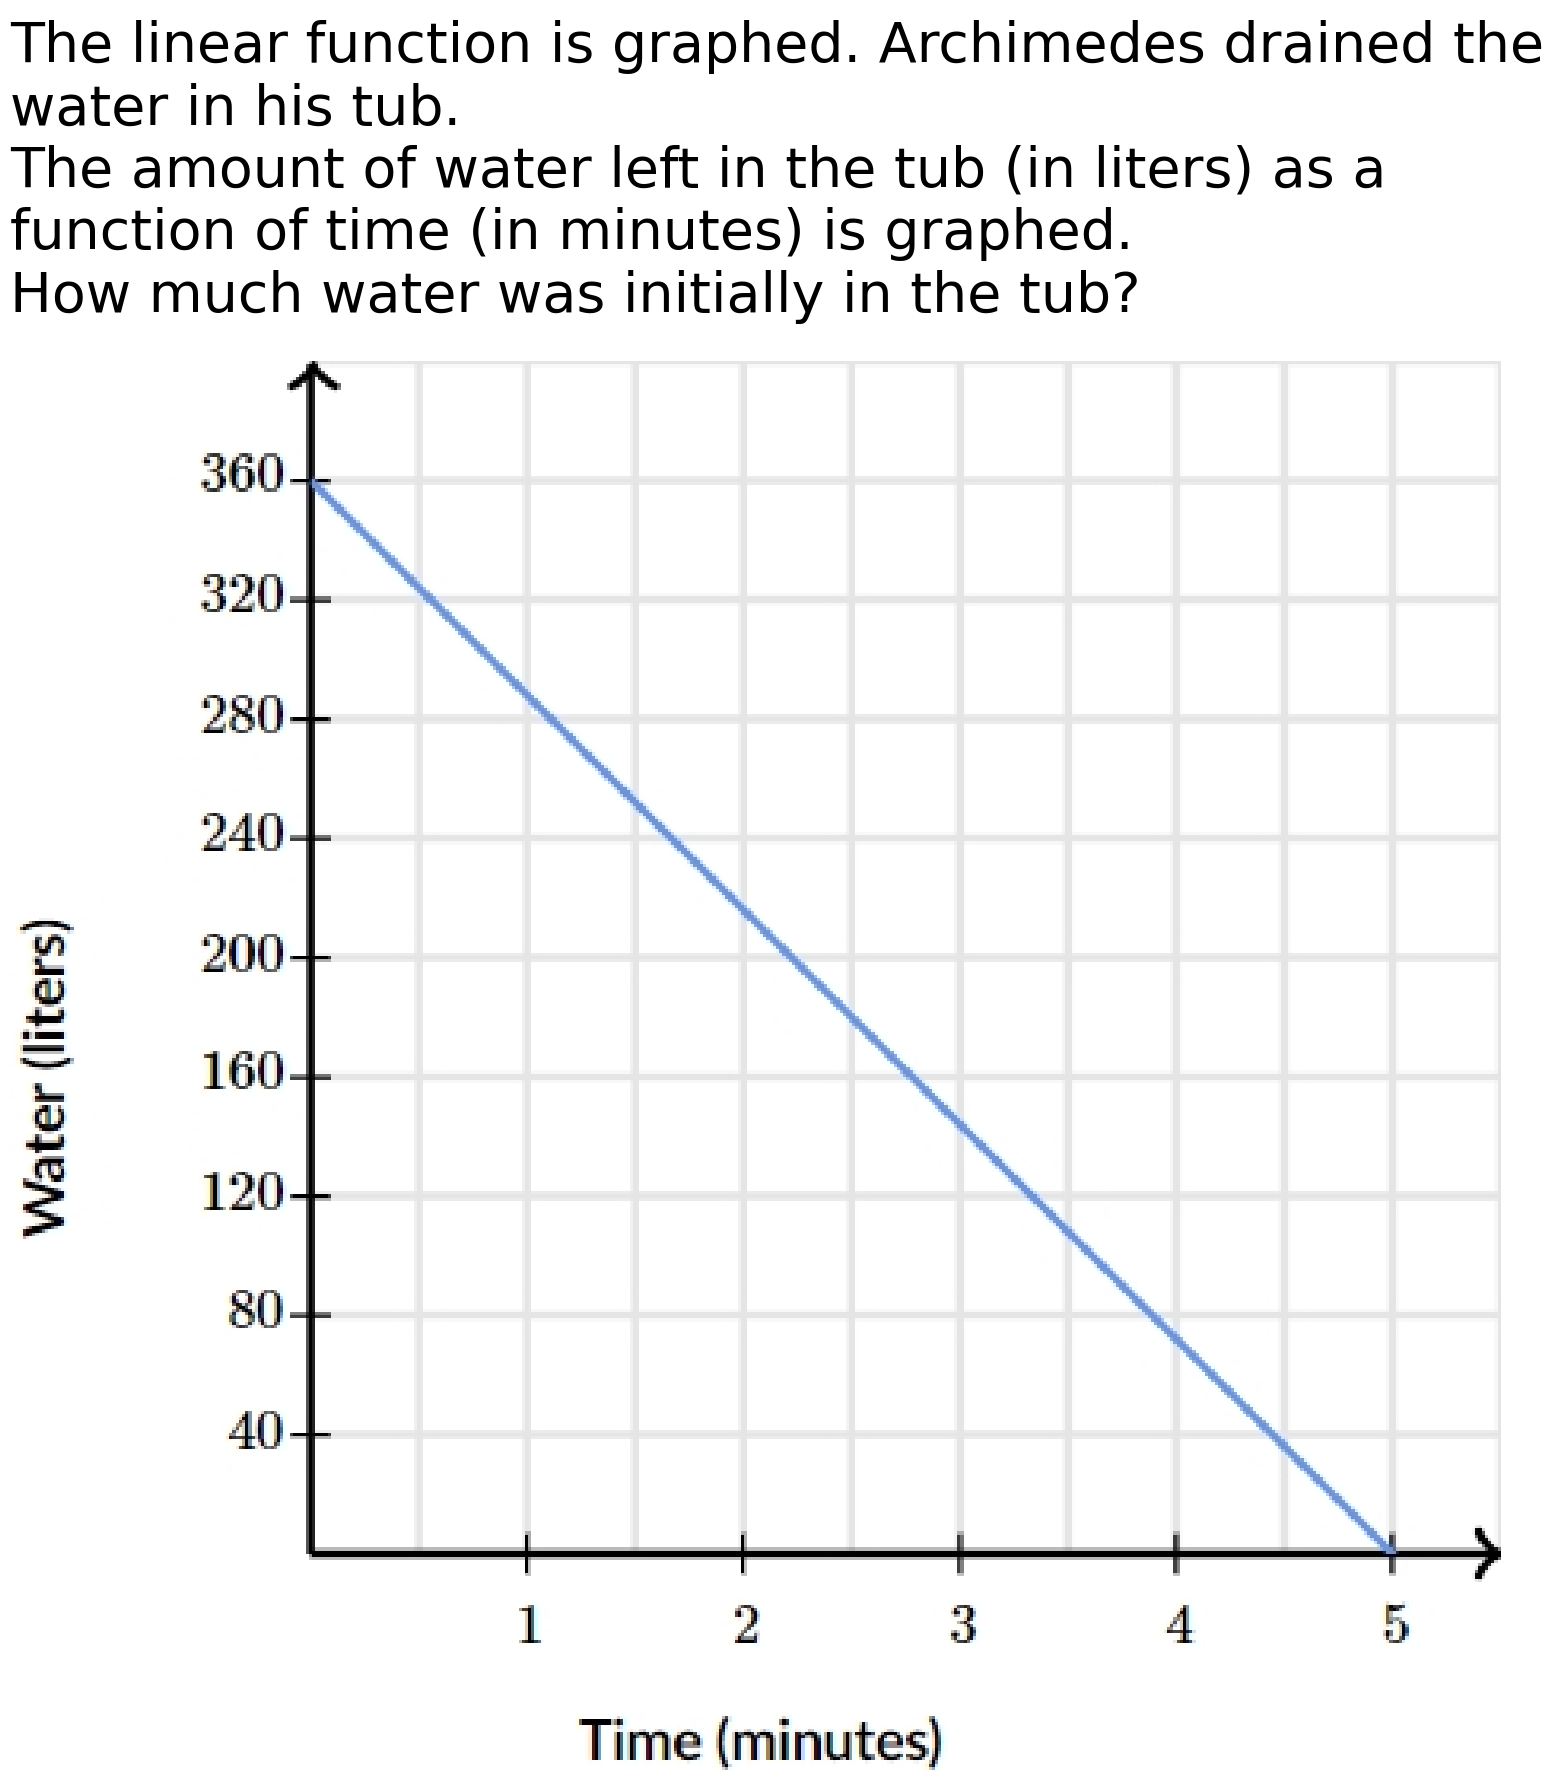 The linear function is graphed. Archimedes drained the
water in his tub.
The amount of water left in the tub (in liters) as a
function of time (in minutes) is graphed.
How much water was initially in the tub?
360
320
280
240
200
160
120
80
40
Water (liters)
1 2 3 4 5
Time (minutes)